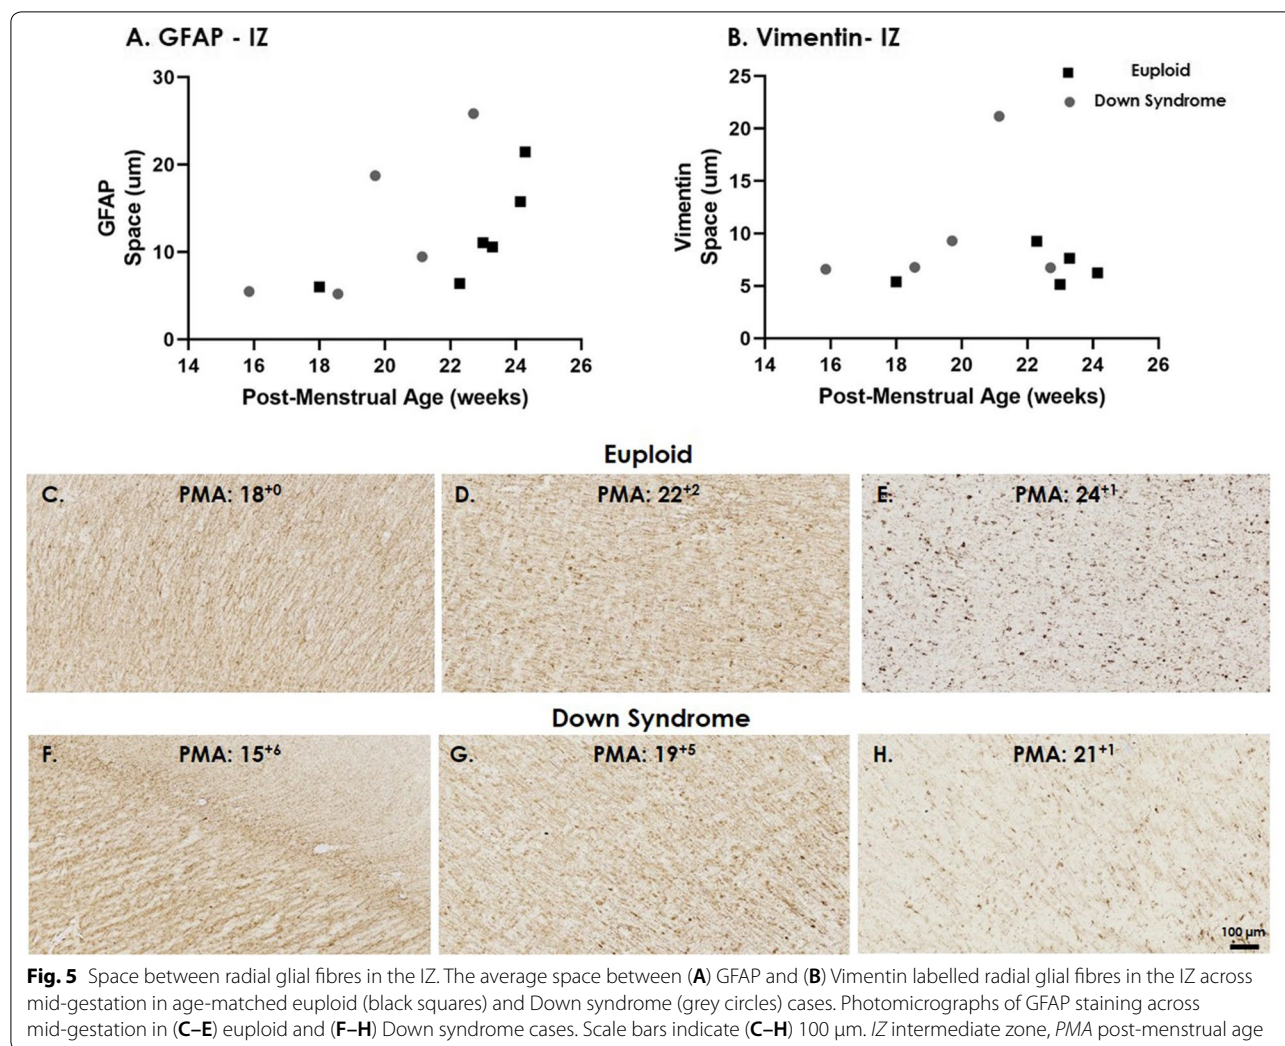 A. GFAP - IZ
B. Vimentin- IZ
Euploid
Down Syndrome
GFAP
Space (um)
30
20
10
0
14 16 18 20 22 24 26
Post-Menstrual Age (weeks)
Vimentin
Space (um)
25
20
15
10
5
0
14 16 18 20 22 24 26
Post-Menstrual Age (weeks)
Euploid
C. PMA: 18+0
D. PMA: 22+2
E. PMA: 24+1
Down Syndrome
F. PMA: 15+6
G. PMA: 19+5
H. PMA: 21+1
100 µm
Fig. 5 Space between radial glial fibres in the IZ. The average space between (A) GFAP and (B) Vimentin labelled radial glial fibres in the IZ across
mid-gestation in age-matched euploid (black squares) and Down syndrome (grey circles) cases. Photomicrographs of GFAP staining across
mid-gestation in (C–E) euploid and (F–H) Down syndrome cases. Scale bars indicate (C–H) 100 µm. IZ intermediate zone, PMA post-menstrual age